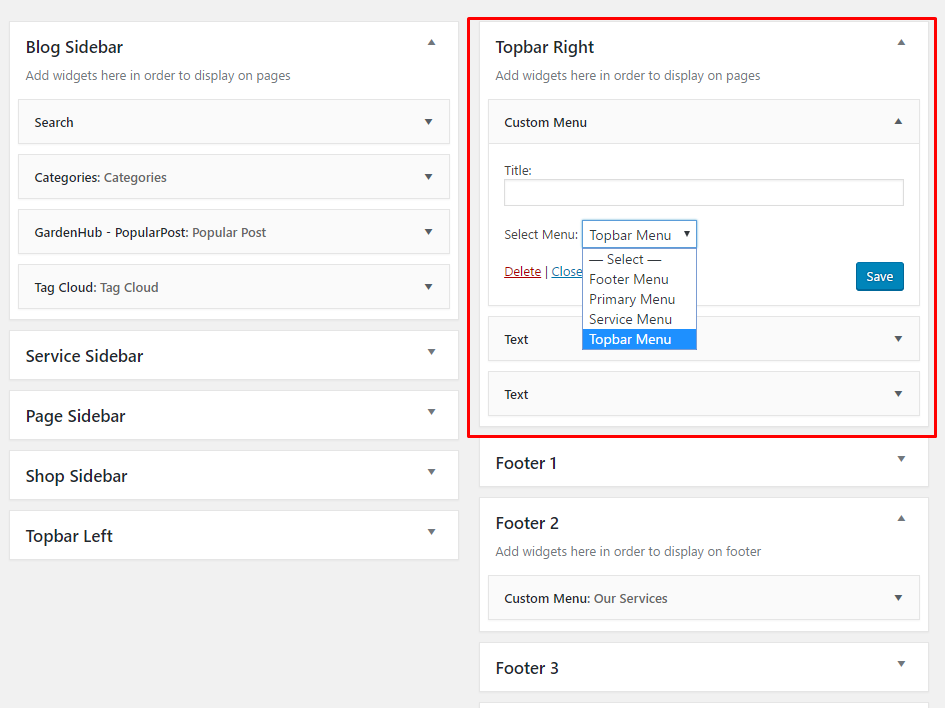 Blog Sidebar
Add widgets here in order to display on pages
Search
Categories: Categories
GardenHub - PopularPost: Popular Post
Tag Cloud: Tag Cloud
Service Sidebar
Page Sidebar
Shop Sidebar
Topbar Left
Topbar Right
Add widgets here in order to display on pages
Custom Menu
Title:
Select Menu: Topbar Menu
— Select —
Footer Menu
Primary Menu
Service Menu
Topbar Menu
Delete | Close
Save
Text
Text
Footer 1
Footer 2
Add widgets here in order to display on footer
Custom Menu: Our Services
Footer 3